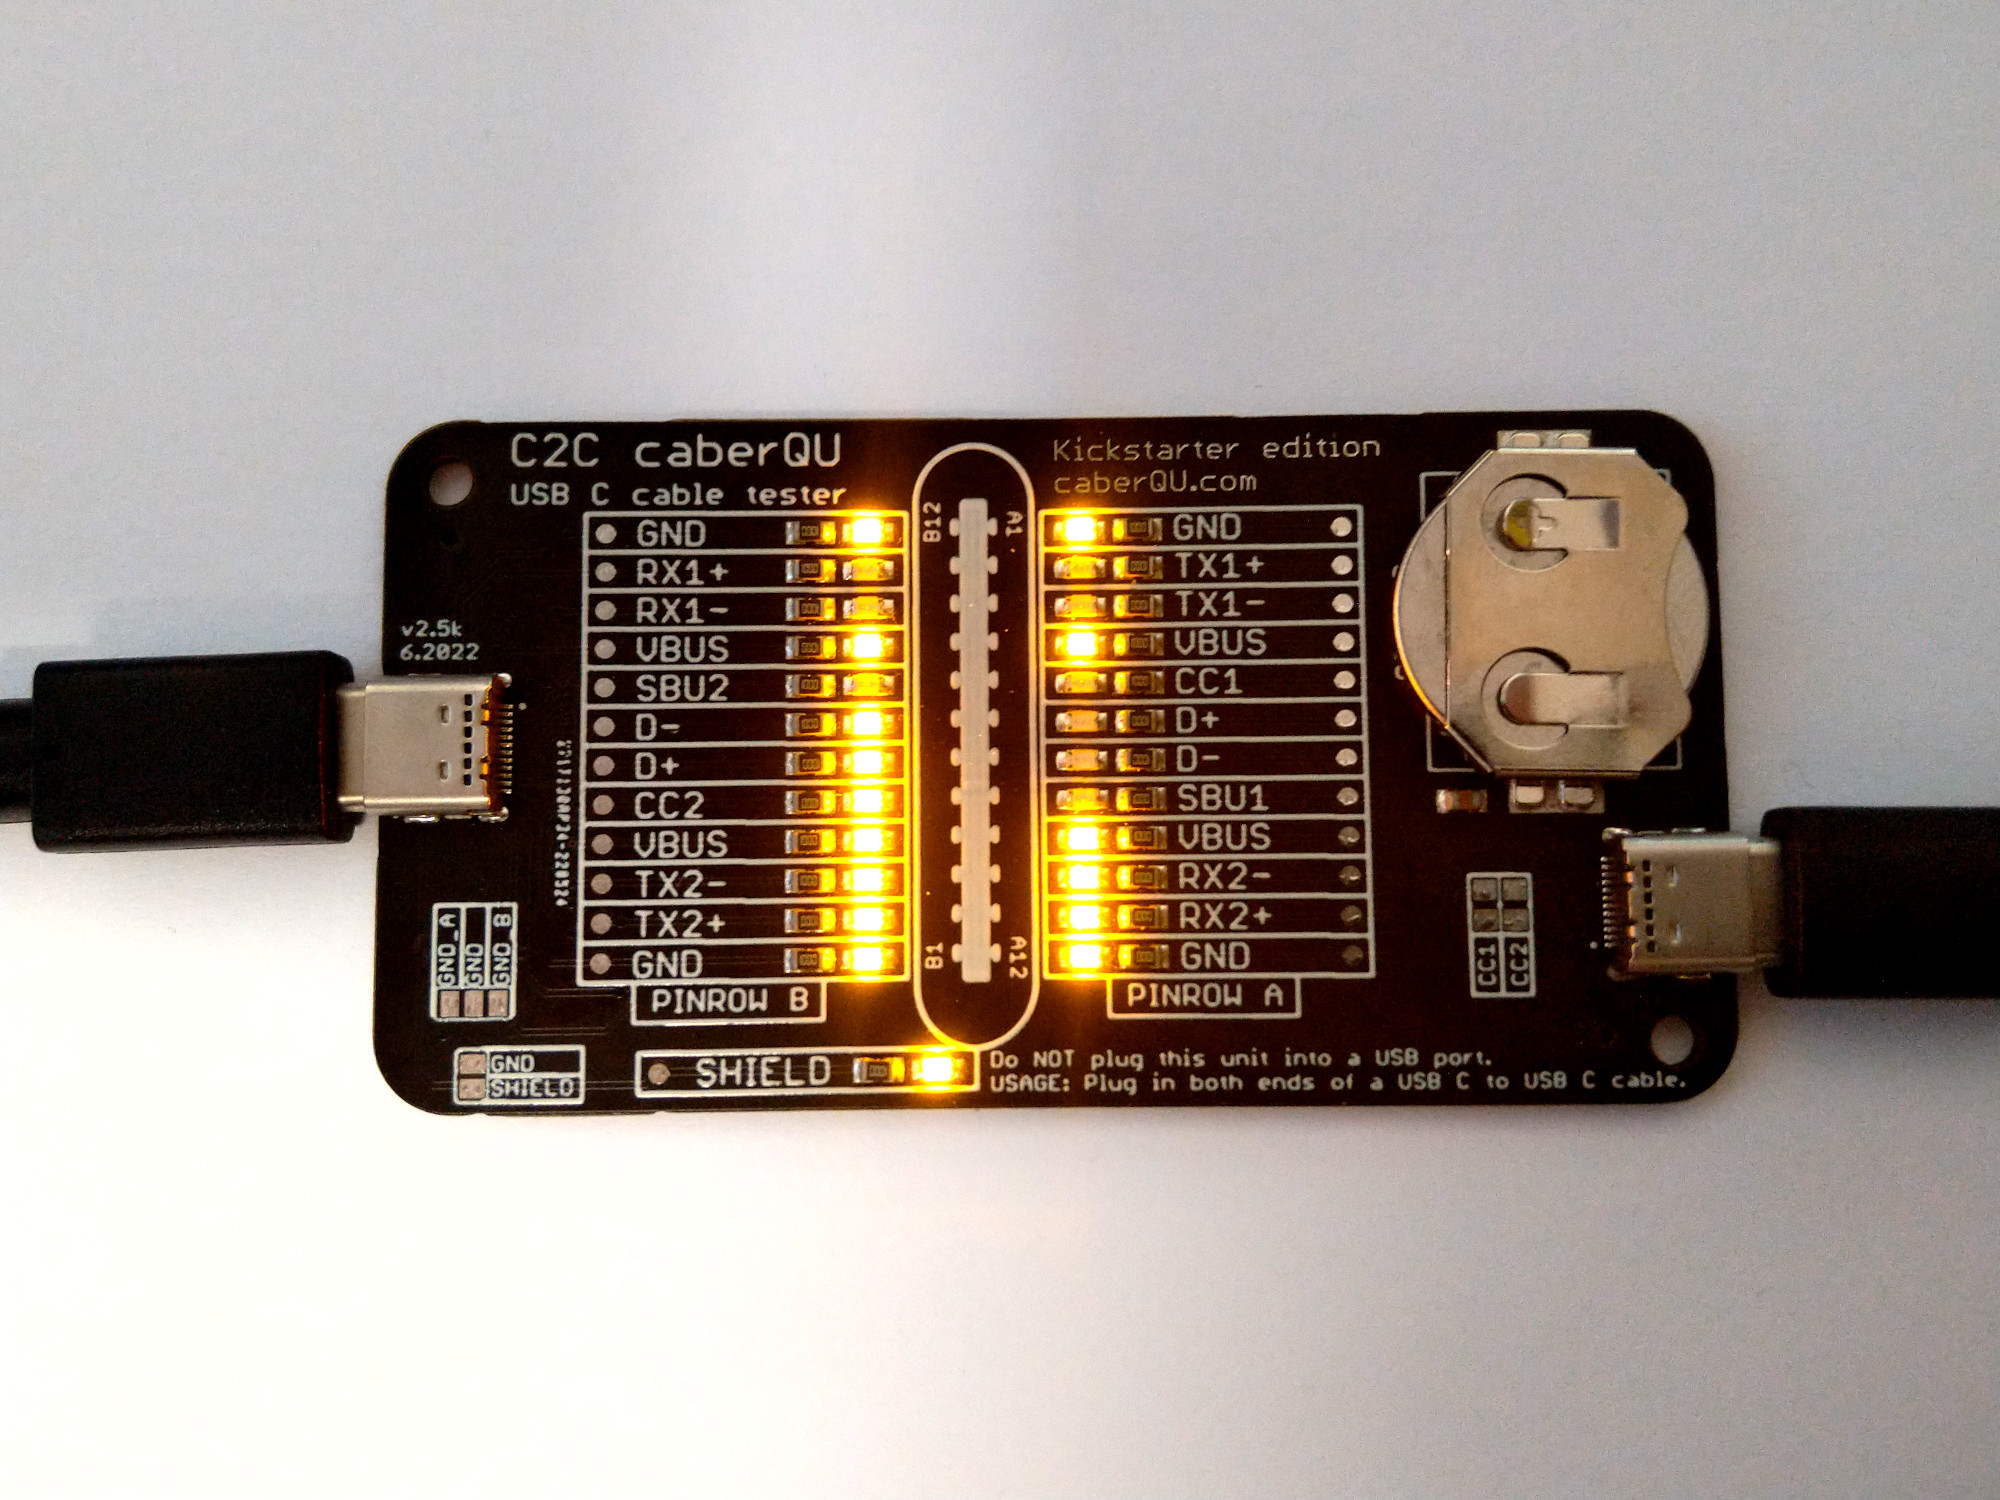 C2C caberQU
USB C cable tester
Kickstarter edition
caberQU.com
B12
A1
GND
RX1+
RX1-
VBUS
SBU2
D-
D+
CC2
VBUS
TX2-
TX2+
GND
PINROW B
GND
TX1+
TX1-
VBUS
CC1
D+
D-
SBU1
VBUS
RX2-
RX2+
GND
PINROW A
B1
A12
v2.5k
6.2022
GND_A
GND
GND_B
CC1
CC2
GND
SHIELD
SHIELD
Do NOT plug this unit into a USB port.
USAGE: Plug in both ends of a USB C to USB C cable.